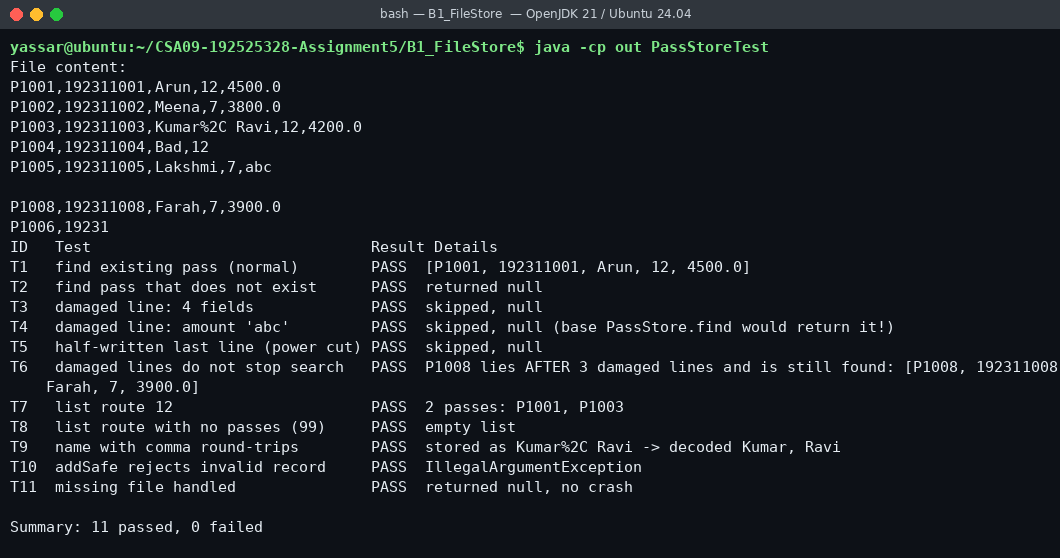 bash — B1_FileStore — OpenJDK 21 / Ubuntu 24.04
yassar@ubuntu:~/CSA09-192525328-Assignment5/B1_FileStore$ java -cp out PassStoreTest
File content:
P1001,192311001,Arun,12,4500.0
P1002,192311002,Meena,7,3800.0
P1003,192311003,Kumar%2C Ravi,12,4200.0
P1004,192311004,Bad,12
P1005,192311005,Lakshmi,7,abc
P1008,192311008,Farah,7,3900.0
P1006,19231
ID   Test                               Result Details
T1   find existing pass (normal)        PASS  [P1001, 192311001, Arun, 12, 4500.0]
T2   find pass that does not exist      PASS  returned null
T3   damaged line: 4 fields             PASS  skipped, null
T4   damaged line: amount 'abc'         PASS  skipped, null (base PassStore.find would return it!)
T5   half-written last line (power cut) PASS  skipped, null
T6   damaged lines do not stop search   PASS  P1008 lies AFTER 3 damaged lines and is still found: [P1008, 192311008
Farah, 7, 3900.0]
T7   list route 12                      PASS  2 passes: P1001, P1003
T8   list route with no passes (99)     PASS  empty list
T9   name with comma round-trips        PASS  stored as Kumar%2C Ravi -> decoded Kumar, Ravi
T10  addSafe rejects invalid record     PASS  IllegalArgumentException
T11  missing file handled               PASS  returned null, no crash
Summary: 11 passed, 0 failed